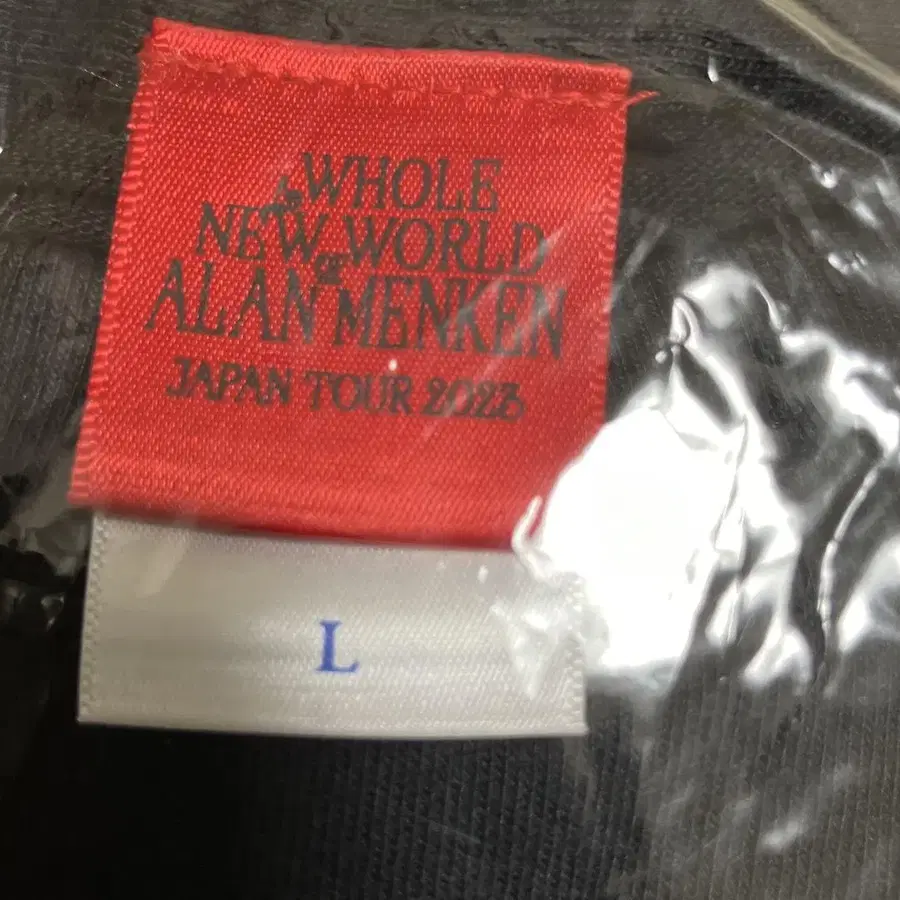 A WHOLE
NEW WORLD
OF
ALAN MENKEN
JAPAN TOUR 2023
L